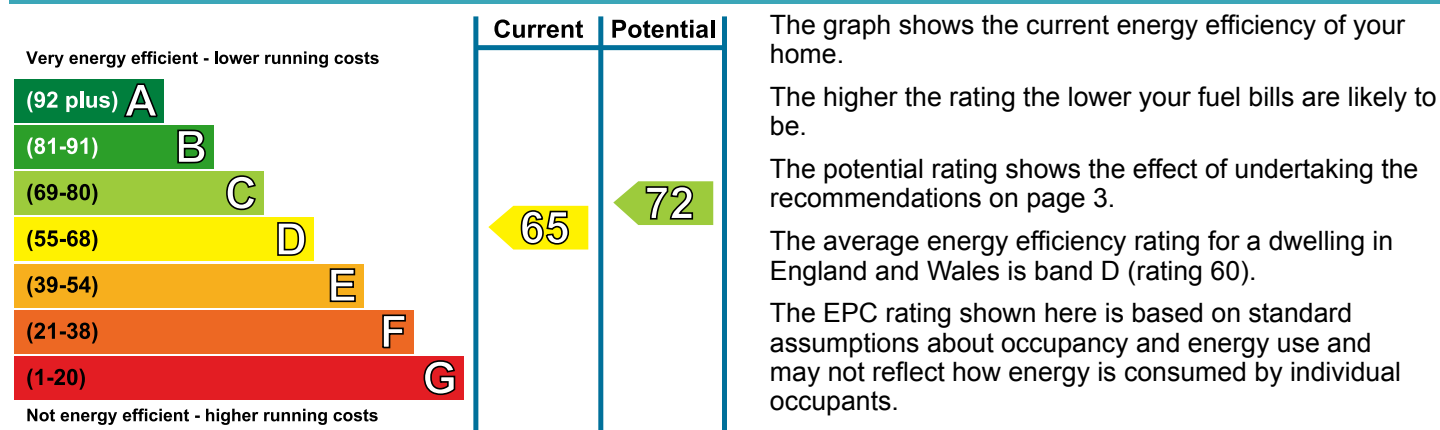 Current Potential
Very energy efficient - lower running costs
(92 plus) A
(81-91) B
(69-80) C
(55-68) D
(39-54) E
(21-38) F
(1-20) G
Not energy efficient - higher running costs
65
72
The graph shows the current energy efficiency of your
home.
The higher the rating the lower your fuel bills are likely to
be.
The potential rating shows the effect of undertaking the
recommendations on page 3.
The average energy efficiency rating for a dwelling in
England and Wales is band D (rating 60).
The EPC rating shown here is based on standard
assumptions about occupancy and energy use and
may not reflect how energy is consumed by individual
occupants.